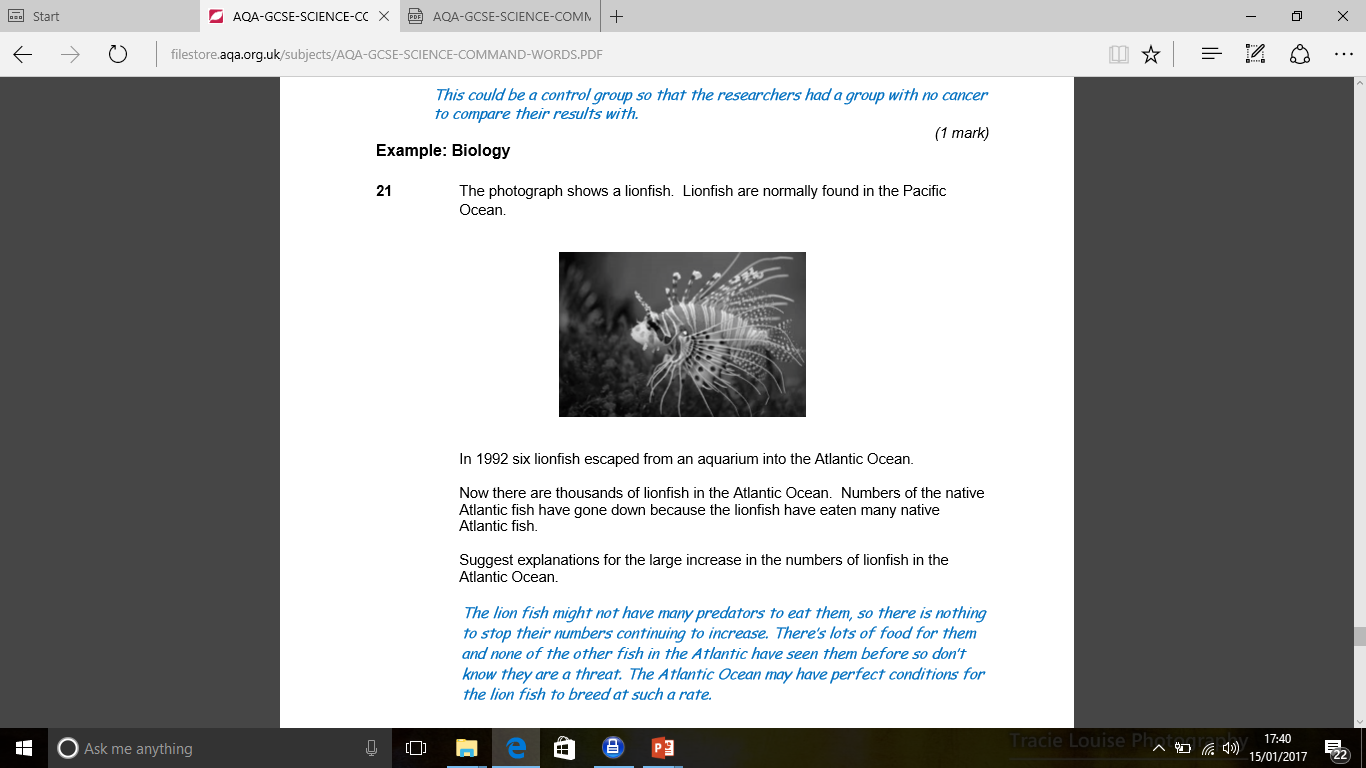 Start
AQA-GCSE-SCIENCE-CC
AQA-GCSE-SCIENCE-COMM
filestore.aqa.org.uk/subjects/AQA-GCSE-SCIENCE-COMMAND-WORDS.PDF
This could be a control group so that the researchers had a group with no cancer
to compare their results with.
(1 mark)
Example: Biology
21 The photograph shows a lionfish. Lionfish are normally found in the Pacific
Ocean.
In 1992 six lionfish escaped from an aquarium into the Atlantic Ocean.
Now there are thousands of lionfish in the Atlantic Ocean. Numbers of the native
Atlantic fish have gone down because the lionfish have eaten many native
Atlantic fish.
Suggest explanations for the large increase in the numbers of lionfish in the
Atlantic Ocean.
The lion fish might not have many predators to eat them, so there is nothing
to stop their numbers continuing to increase. There's lots of food for them
and none of the other fish in the Atlantic have seen them before so don't
know they are a threat. The Atlantic Ocean may have perfect conditions for
the lion fish to breed at such a rate.
Ask me anything
Tracie Louise Photography
17:40
15/01/2017
22